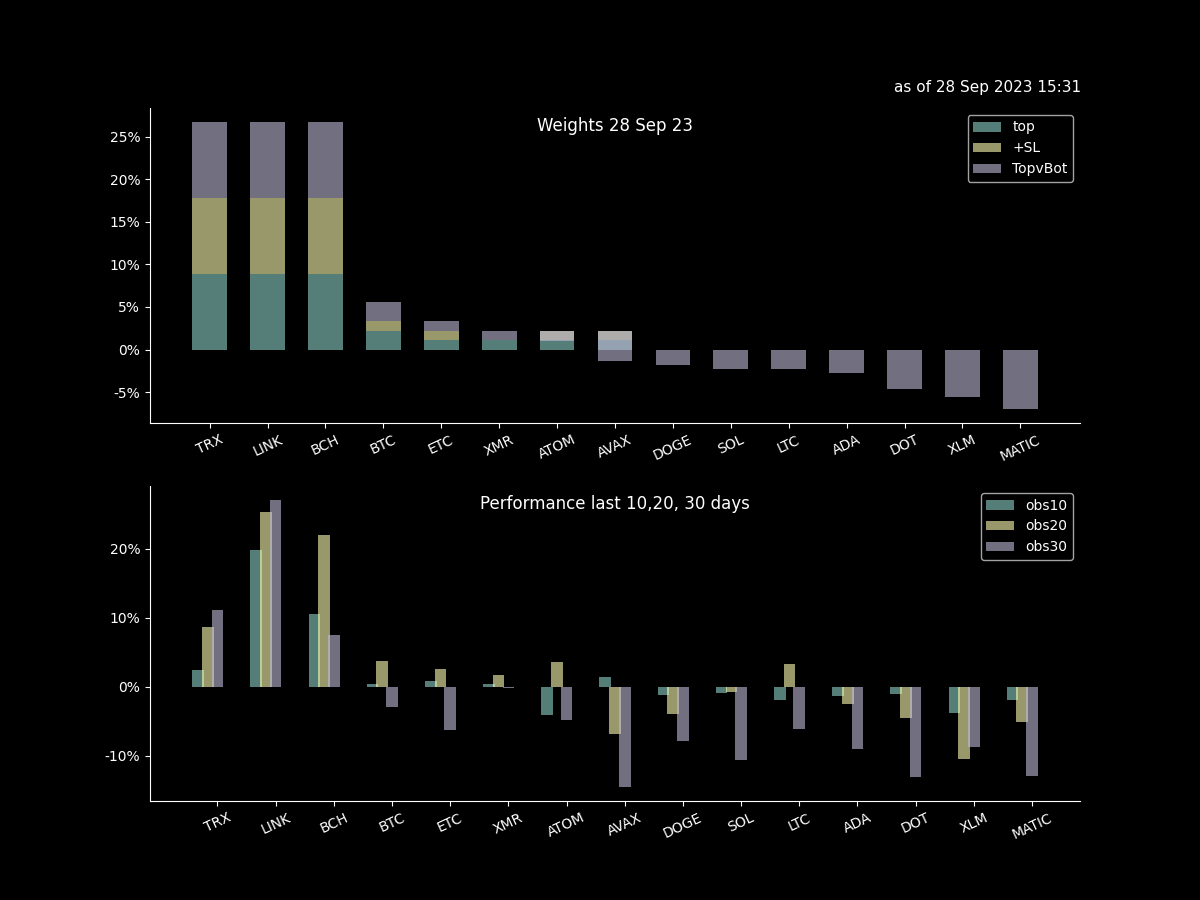 as of 28 Sep 2023 15:31
Weights 28 Sep 23
top
+SL
TopvBot
25%
20%
15%
10%
5%
0%
-5%
TRX LINK BCH BTC ETC XMR ATOM AVAX DOGE SOL LTC ADA DOT XLM MATIC
Performance last 10,20, 30 days
obs10
obs20
obs30
20%
10%
0%
-10%
TRX LINK BCH BTC ETC XMR ATOM AVAX DOGE SOL LTC ADA DOT XLM MATIC